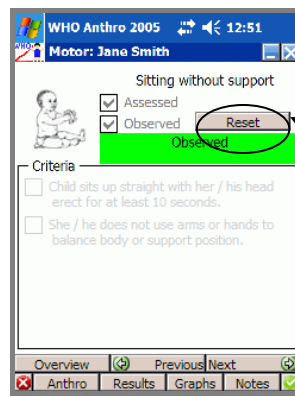 WHO Anthro 2005 12:51
WHO Motor: Jane Smith
Sitting without support
Assessed
Observed Reset
Observed
Criteria
Child sits up straight with her / his head
erect for at least 10 seconds.
She / he does not use arms or hands to
balance body or support position.
Overview Previous Next
Anthro Results Graphs Notes